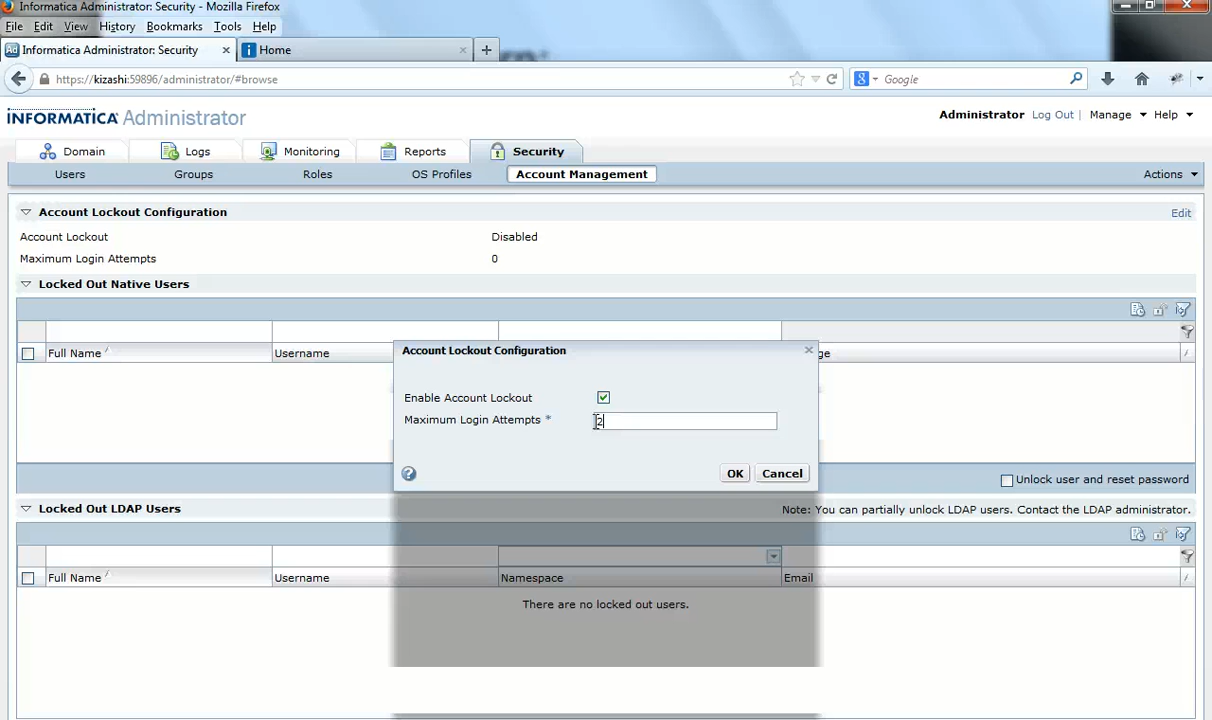 Informatica Administrator: Security - Mozilla Firefox
File Edit View History Bookmarks Tools Help
Ad Informatica Administrator: Security × i Home × +
https://kizashi:59896/administrator/#browse Google
INFORMATICA Administrator Administrator Log Out | Manage Help
Domain Logs Monitoring Reports Security
Users Groups Roles OS Profiles Account Management Actions
Account Lockout Configuration Edit
Account Lockout Disabled
Maximum Login Attempts 0
Locked Out Native Users
Full Name Username ge
Account Lockout Configuration ×
Enable Account Lockout
Maximum Login Attempts * 2
? OK Cancel
Unlock user and reset password
Locked Out LDAP Users Note: You can partially unlock LDAP users. Contact the LDAP administrator.
Full Name Username Namespace Email
There are no locked out users.